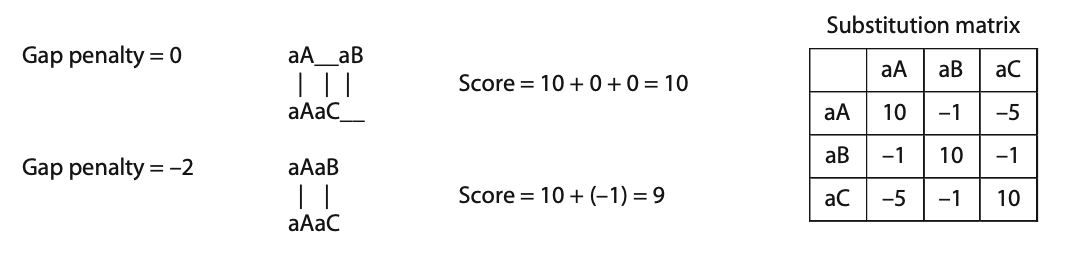 Gap penalty = 0
aA__aB
| | |
aAaC__
Score = 10 + 0 + 0 = 10
Gap penalty = –2
aAaB
| |
aAaC
Score = 10 + (–1) = 9
Substitution matrix
aA aB aC
aA 10 –1 –5
aB –1 10 –1
aC –5 –1 10